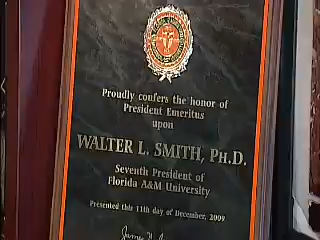 Proudly confers the honor of
President Emeritus
upon
WALTER L. SMITH, PH.D.
Seventh President of
Florida A&M University
Presented this 11th day of December, 2009
James H.